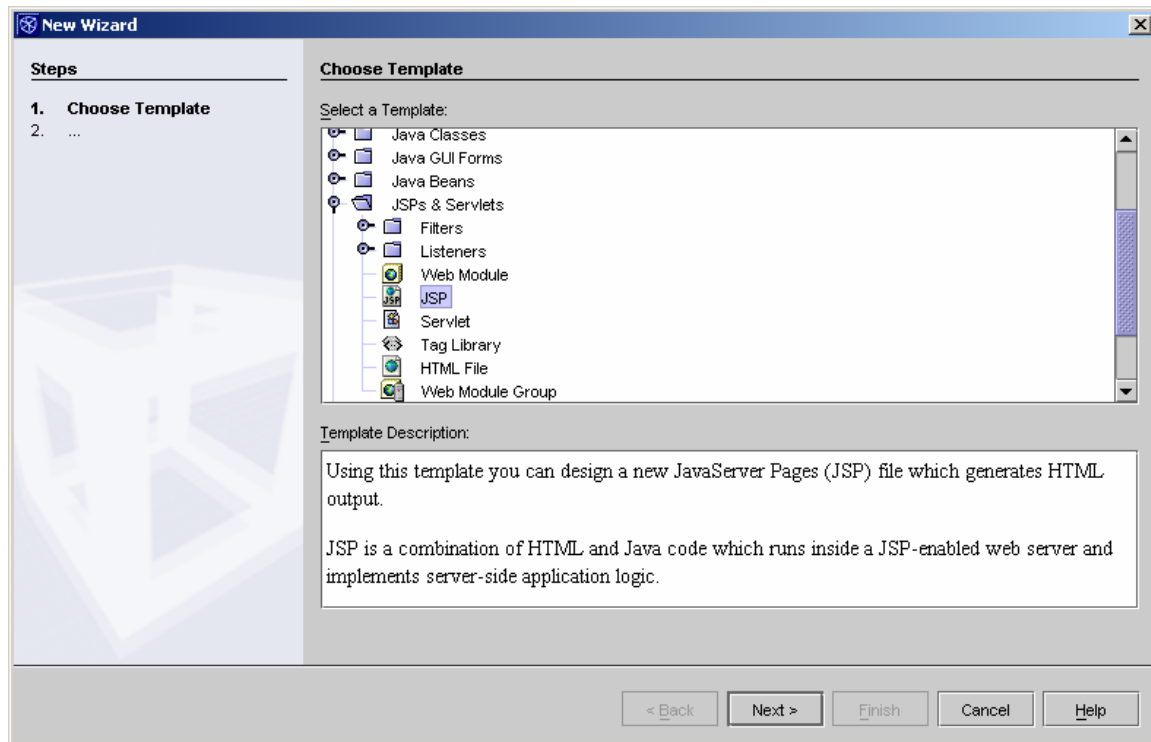 New Wizard
Steps
1. Choose Template
2. ...
Choose Template
Select a Template:
Java Classes
Java GUI Forms
Java Beans
JSPs & Servlets
Filters
Listeners
Web Module
JSP
JSP
Servlet
Tag Library
HTML File
Web Module Group
Template Description:
Using this template you can design a new JavaServer Pages (JSP) file which generates HTML
output.
JSP is a combination of HTML and Java code which runs inside a JSP-enabled web server and
implements server-side application logic.
< Back
Next >
Finish
Cancel
Help